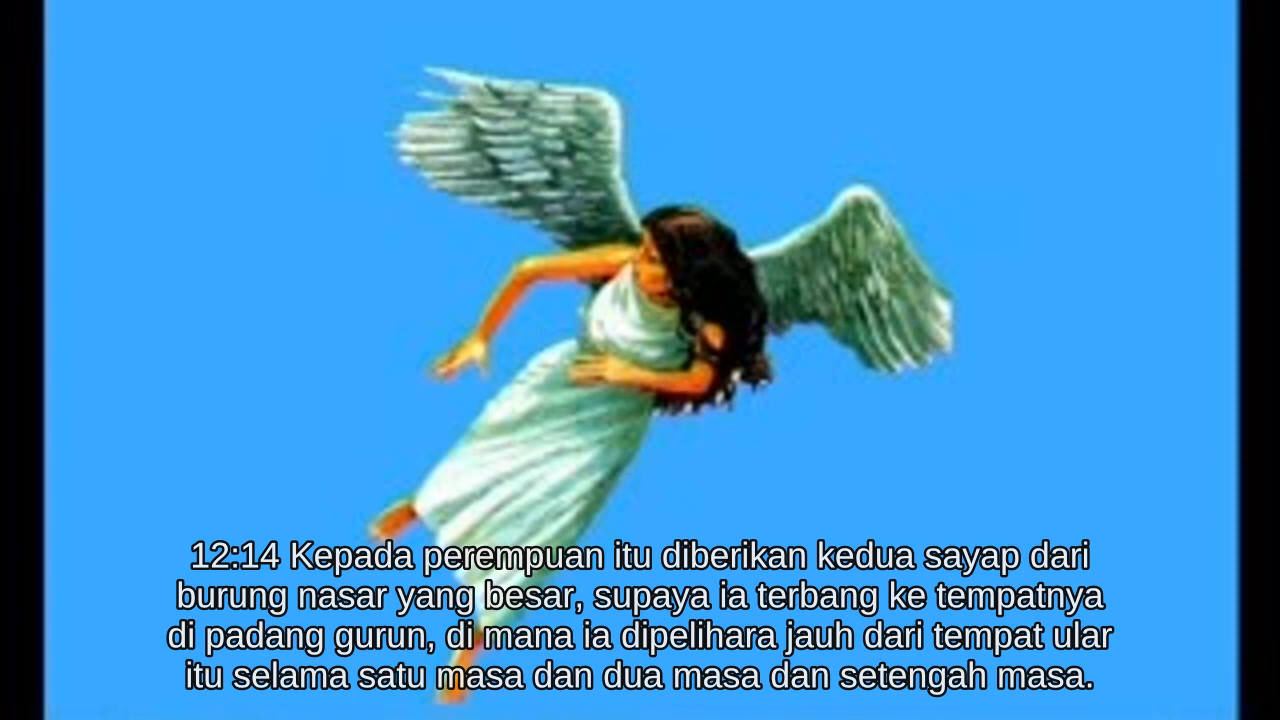 12:14 Kepada perempuan itu diberikan kedua sayap dari
burung nasar yang besar, supaya ia terbang ke tempatnya
di padang gurun, di mana ia dipelihara jauh dari tempat ular
itu selama satu masa dan dua masa dan setengah masa.